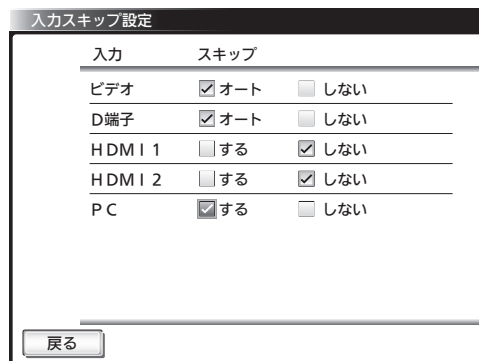 入力スキップ設定
入力 スキップ
ビデオ オート しない
D端子 オート しない
HDMI1 する しない
HDMI2 する しない
PC する しない
戻る